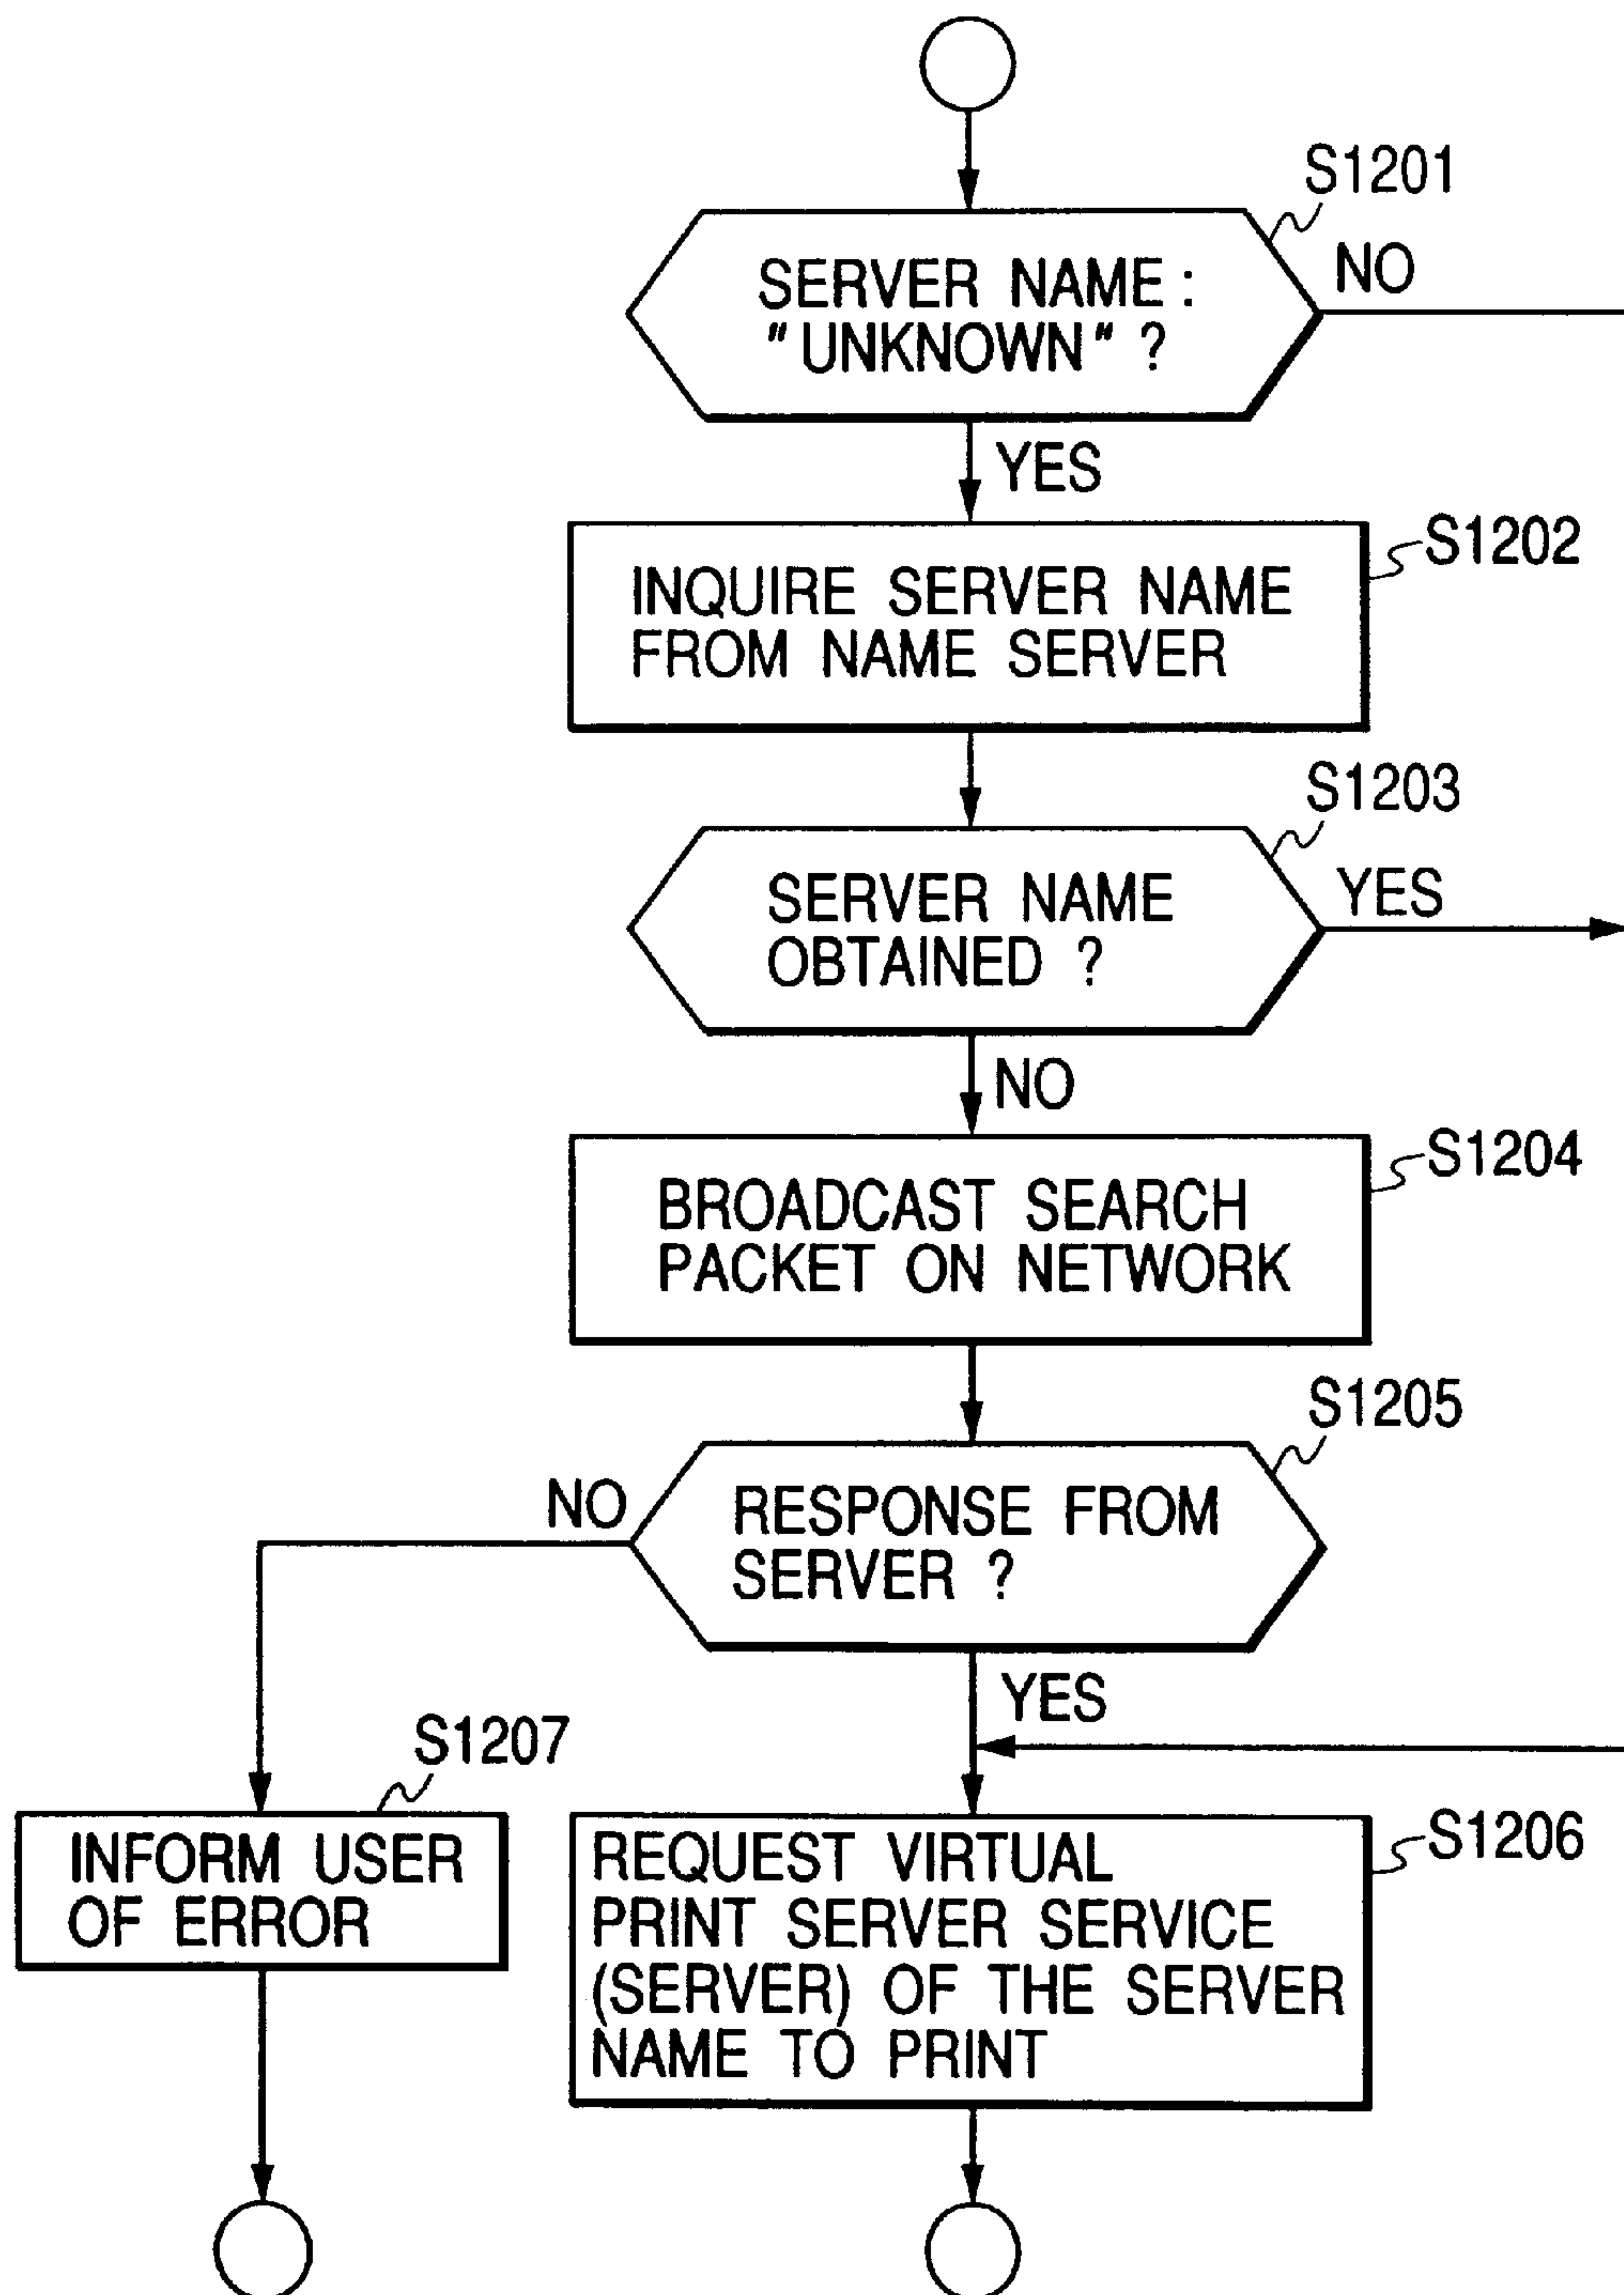 S1201
SERVER NAME :
"UNKNOWN" ?
NO
YES
S1202
INQUIRE SERVER NAME
FROM NAME SERVER
S1203
SERVER NAME
OBTAINED ?
YES
NO
S1204
BROADCAST SEARCH
PACKET ON NETWORK
S1205
NO
RESPONSE FROM
SERVER ?
YES
S1207
INFORM USER
OF ERROR
S1206
REQUEST VIRTUAL
PRINT SERVER SERVICE
(SERVER) OF THE SERVER
NAME TO PRINT